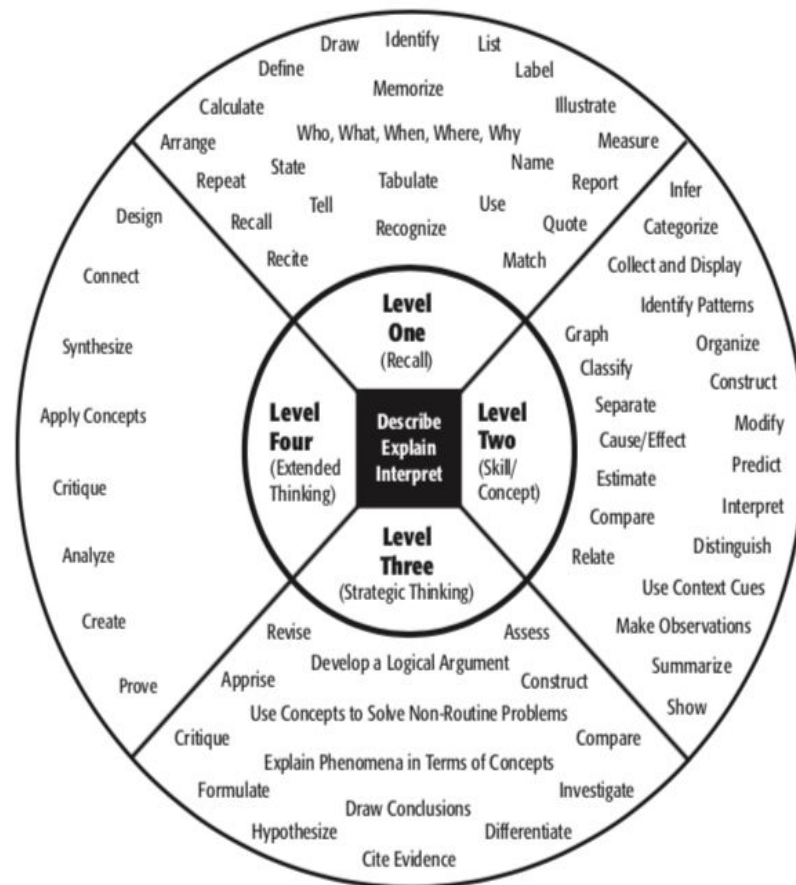 Draw
Identify
List
Define
Label
Memorize
Calculate
Illustrate
Arrange
Who, What, When, Where, Why
Measure
State
Name
Repeat
Tabulate
Report
Tell
Use
Recall
Recognize
Quote
Recite
Match
Level
One
(Recall)
Infer
Categorize
Collect and Display
Identify Patterns
Graph
Organize
Classify
Construct
Separate
Modify
Cause/Effect
Predict
Estimate
Interpret
Compare
Distinguish
Relate
Use Context Cues
Make Observations
Summarize
Show
Level
Two
(Skill/
Concept)
Describe
Explain
Interpret
Level
Three
(Strategic Thinking)
Revise
Assess
Develop a Logical Argument
Apprise
Construct
Use Concepts to Solve Non-Routine Problems
Critique
Compare
Explain Phenomena in Terms of Concepts
Formulate
Investigate
Draw Conclusions
Hypothesize
Differentiate
Cite Evidence
Level
Four
(Extended
Thinking)
Design
Connect
Synthesize
Apply Concepts
Critique
Analyze
Create
Prove